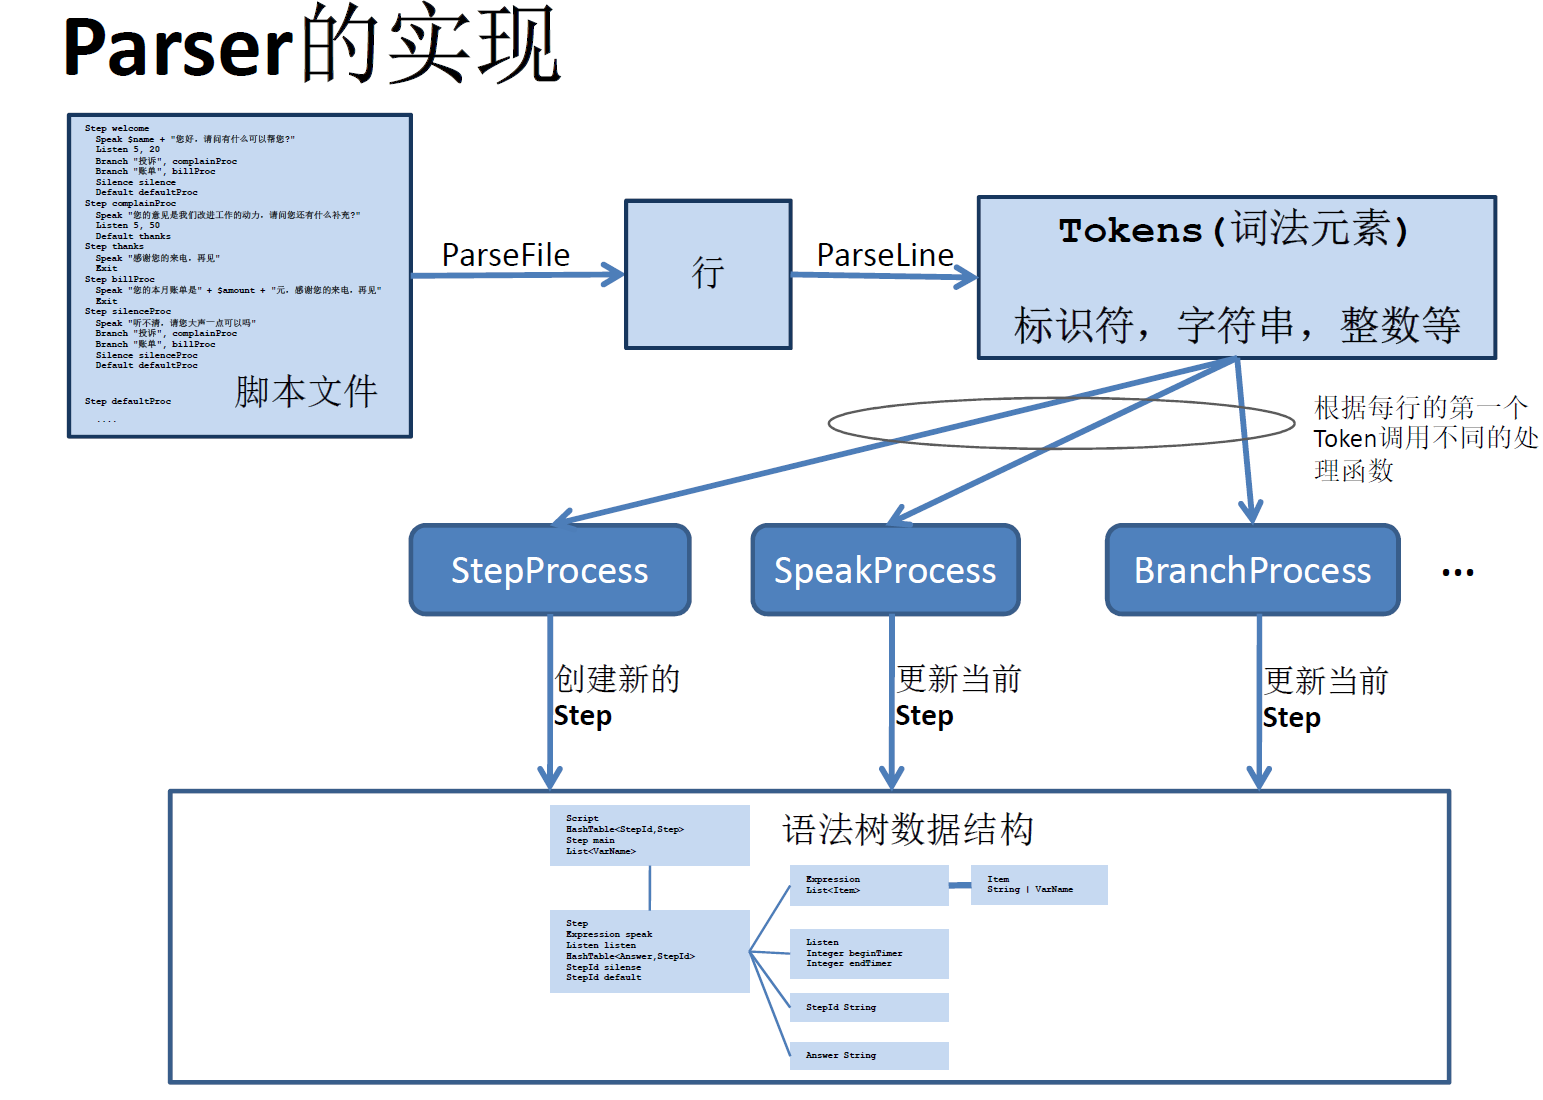 Parser的实现
Step welcome
Speak $name + "您好，请问有什么可以帮您?"
Listen 5, 20
Branch "投诉", complainProc
Branch "账单", billProc
Silence silence
Default defaultProc
Step complainProc
Speak "您的意见是我们改进工作的动力，请问您还有什么补充?"
Listen 5, 50
Default thanks
Step thanks
Speak "感谢您的来电，再见"
Exit
Step billProc
Speak "您的本月账单是" + $amount + "元，感谢您的来电，再见"
Exit
Step silenceProc
Speak "听不清，请您大声一点可以吗"
Branch "投诉", complainProc
Branch "账单", billProc
Silence silenceProc
Default defaultProc
Step defaultProc
....
脚本文件
ParseFile
行
ParseLine
Tokens(词法元素)
标识符，字符串，整数等
根据每行的第一个
Token调用不同的处
理函数
StepProcess
SpeakProcess
BranchProcess
...
创建新的
Step
更新当前
Step
更新当前
Step
语法树数据结构
Script
HashTable<StepId,Step>
Step main
List<VarName>
Step
Expression speak
Listen listen
HashTable<Answer,StepId>
StepId silense
StepId default
Expression
List<Item>
Item
String | VarName
Listen
Integer beginTimer
Integer endTimer
StepId String
Answer String